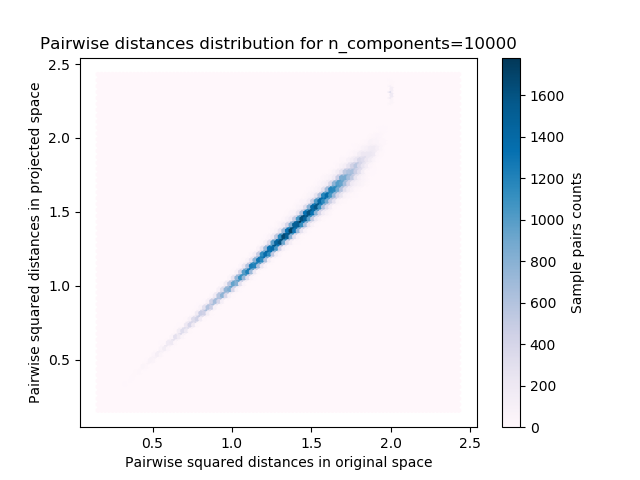 Pairwise distances distribution for n_components=10000
2.5
2.0
1.5
1.0
0.5
Pairwise squared distances in projected space
0.5 1.0 1.5 2.0 2.5
Pairwise squared distances in original space
1600
1400
1200
1000
800
600
400
200
0
Sample pairs counts